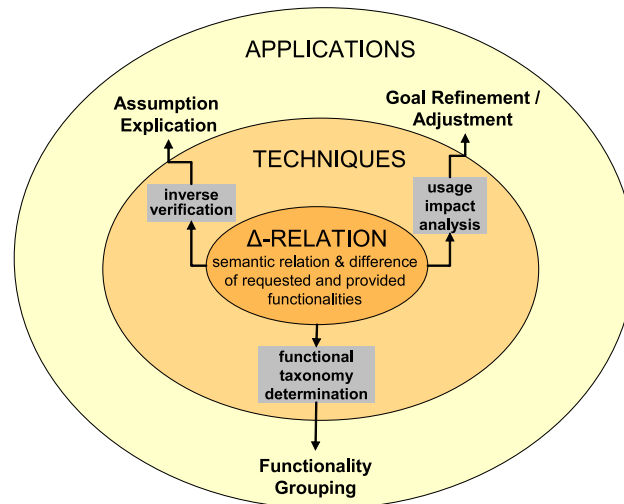 APPLICATIONS
Assumption
Explication
Goal Refinement /
Adjustment
TECHNIQUES
inverse
verification
usage
impact
analysis
Δ-RELATION
semantic relation & difference
of requested and provided
functionalities
functional
taxonomy
determination
Functionality
Grouping